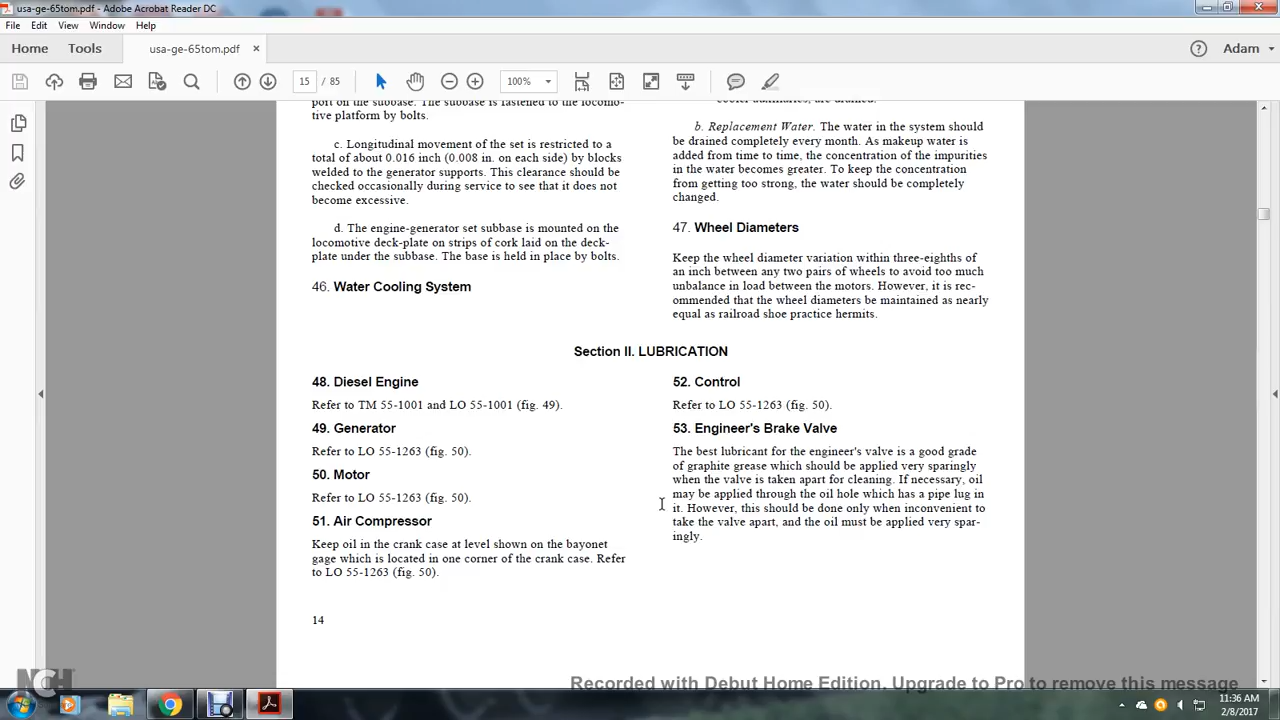 usa-ge-65tom.pdf - Adobe Acrobat Reader DC
File Edit View Window Help
Home Tools usa-ge-65tom.pdf × Adam
15 / 85 100%
port on the subbase. The subbase is fastened to the locomo-
tive platform by bolts.
c. Longitudinal movement of the set is restricted to a
total of about 0.016 inch (0.008 in. on each side) by blocks
welded to the generator supports. This clearance should be
checked occasionally during service to see that it does not
become excessive.
d. The engine-generator set subbase is mounted on the
locomotive deck-plate on strips of cork laid on the deck-
plate under the subbase. The base is held in place by bolts.
46. Water Cooling System
cooler auxiliaries, are drained.
b. Replacement Water. The water in the system should
be drained completely every month. As makeup water is
added from time to time, the concentration of the impurities
in the water becomes greater. To keep the concentration
from getting too strong, the water should be completely
changed.
47. Wheel Diameters
Keep the wheel diameter variation within three-eighths of
an inch between any two pairs of wheels to avoid too much
unbalance in load between the motors. However, it is rec-
ommended that the wheel diameters be maintained as nearly
equal as railroad shoe practice hermits.
Section II. LUBRICATION
48. Diesel Engine
Refer to TM 55-1001 and LO 55-1001 (fig. 49).
49. Generator
Refer to LO 55-1263 (fig. 50).
50. Motor
Refer to LO 55-1263 (fig. 50).
51. Air Compressor
Keep oil in the crank case at level shown on the bayonet
gage which is located in one corner of the crank case. Refer
to LO 55-1263 (fig. 50).
52. Control
Refer to LO 55-1263 (fig. 50).
53. Engineer's Brake Valve
The best lubricant for the engineer's valve is a good grade
of graphite grease which should be applied very sparingly
when the valve is taken apart for cleaning. If necessary, oil
may be applied through the oil hole which has a pipe lug in
it. However, this should be done only when inconvenient to
take the valve apart, and the oil must be applied very spar-
ingly.
14
NCH
Recorded with Debut Home Edition. Upgrade to Pro to remove this message
11:36 AM
2/8/2017